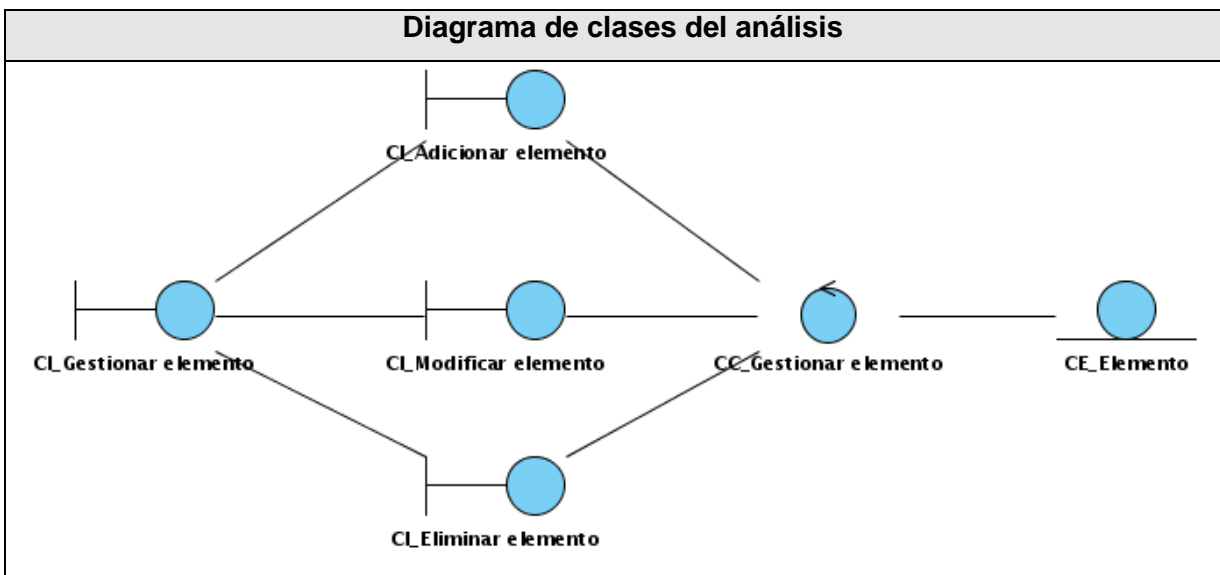 Diagrama de clases del análisis
CI_Adicionar elemento
CI_Gestionar elemento
CI_Modificar elemento
CC_Gestionar elemento
CE_Elemento
CI_Eliminar elemento